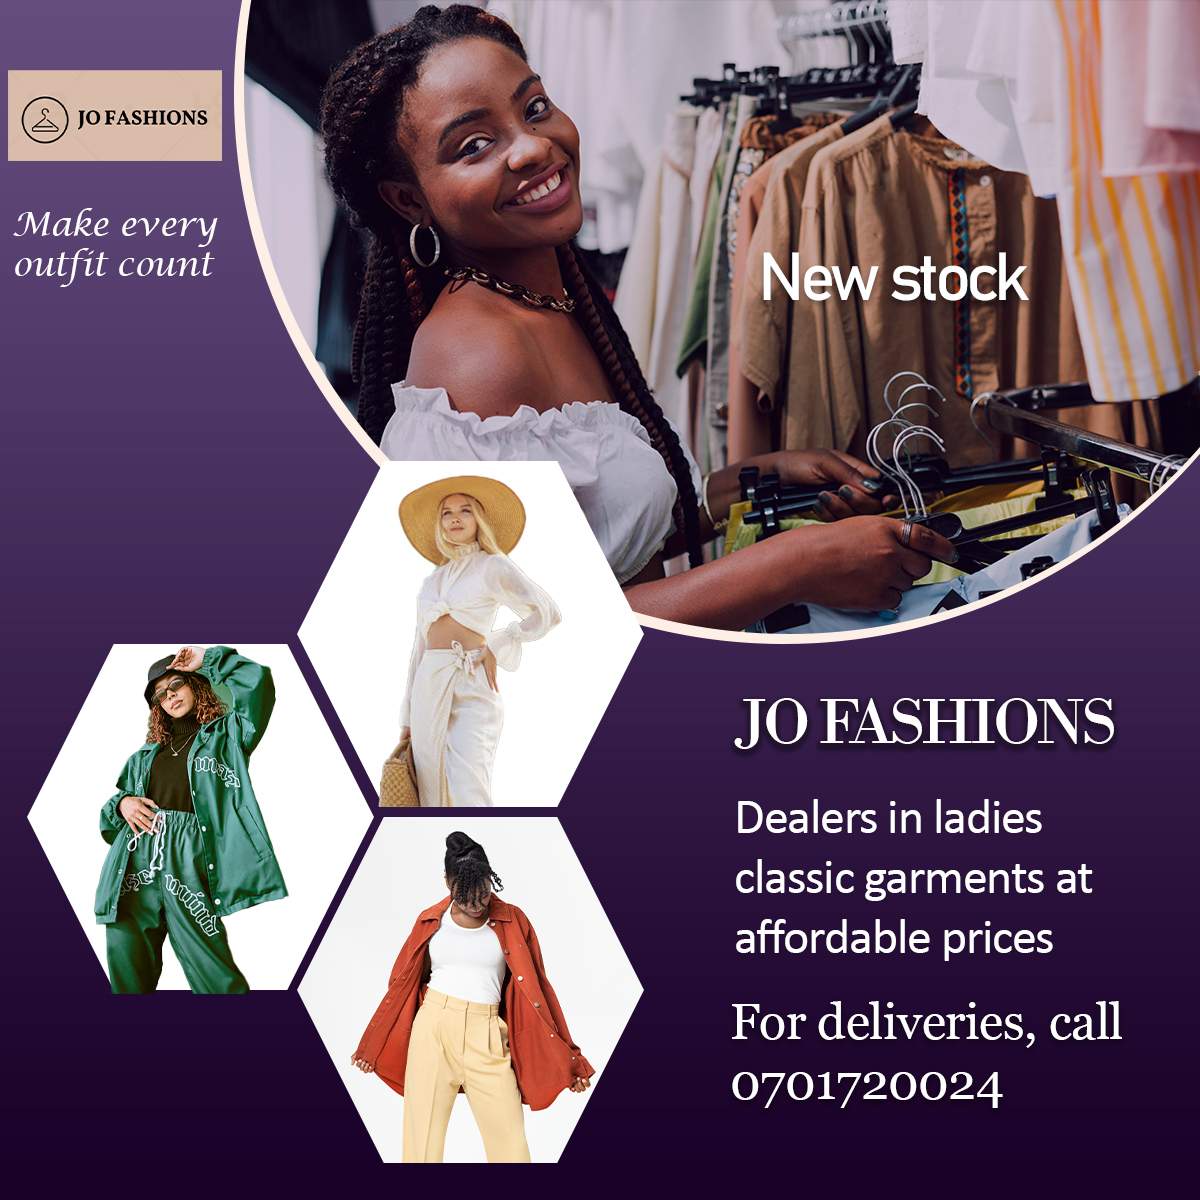 JO FASHIONS
Make every
outfit count
New stock
JO FASHIONS
Dealers in ladies
classic garments at
affordable prices
For deliveries, call
0701720024